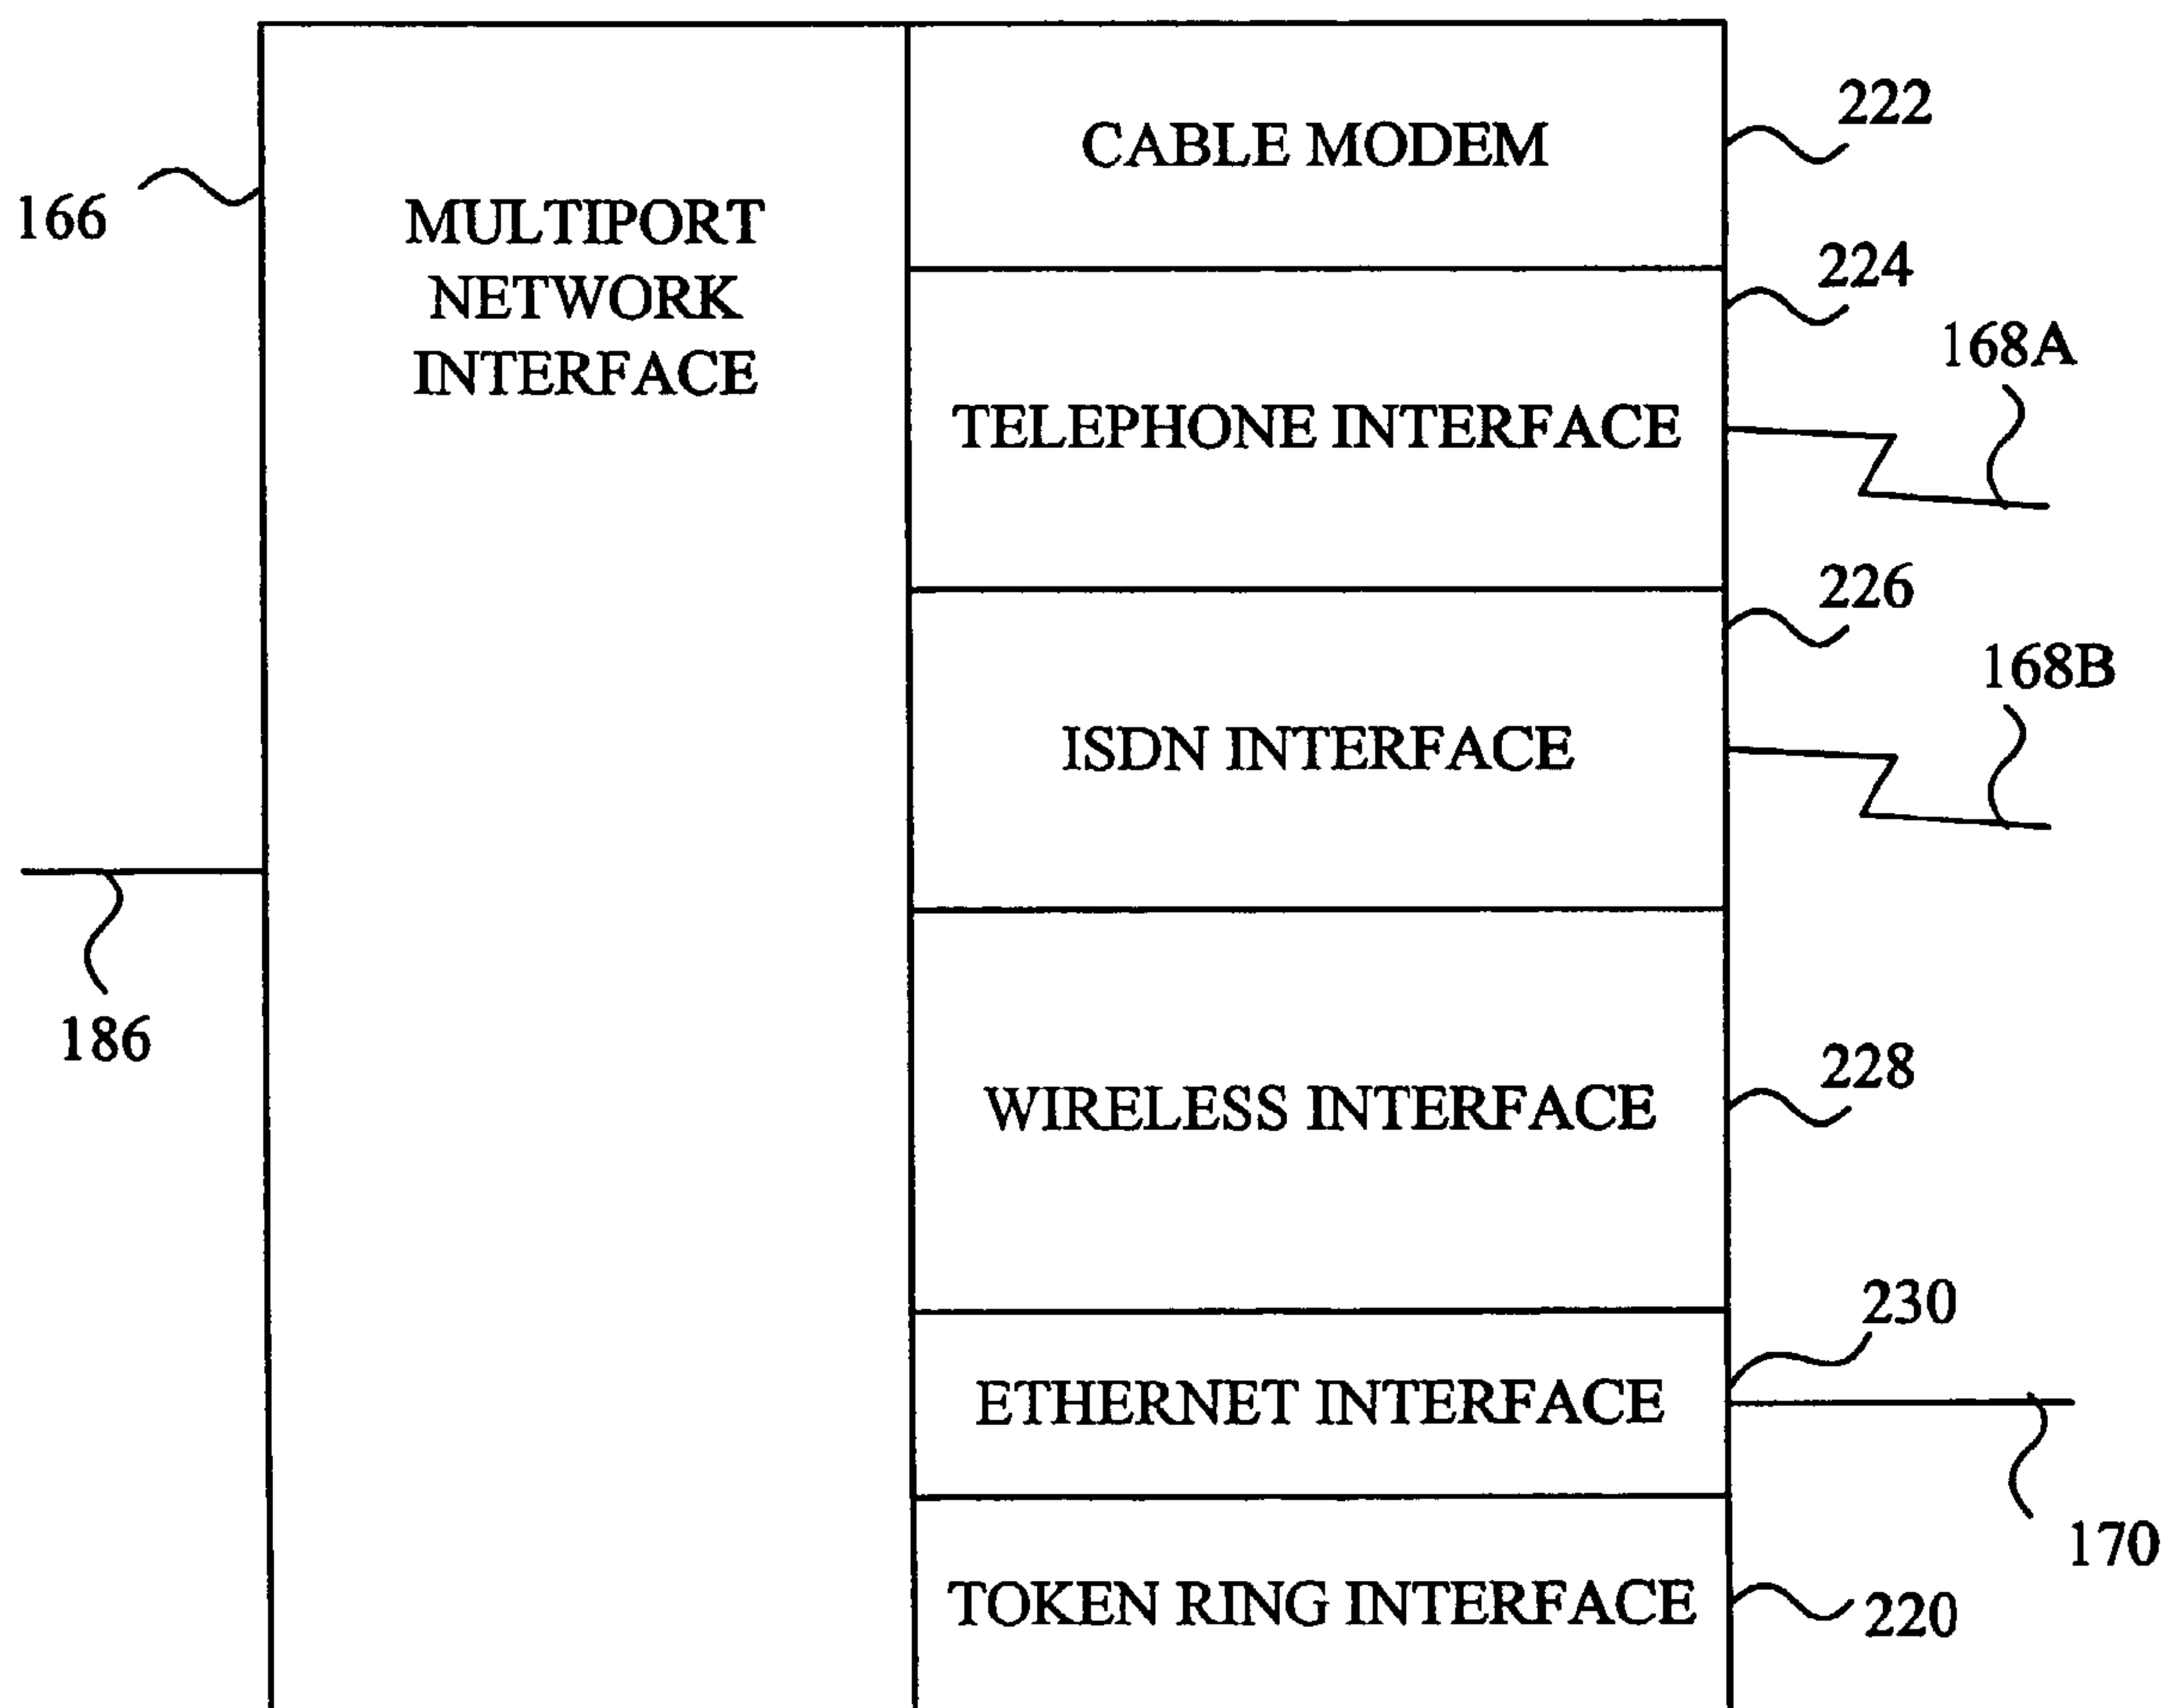 222
CABLE MODEM
166
MULTIPORT
NETWORK
INTERFACE
224
168A
TELEPHONE INTERFACE
226
168B
ISDN INTERFACE
186
228
WIRELESS INTERFACE
230
ETHERNET INTERFACE
170
TOKEN RING INTERFACE
220